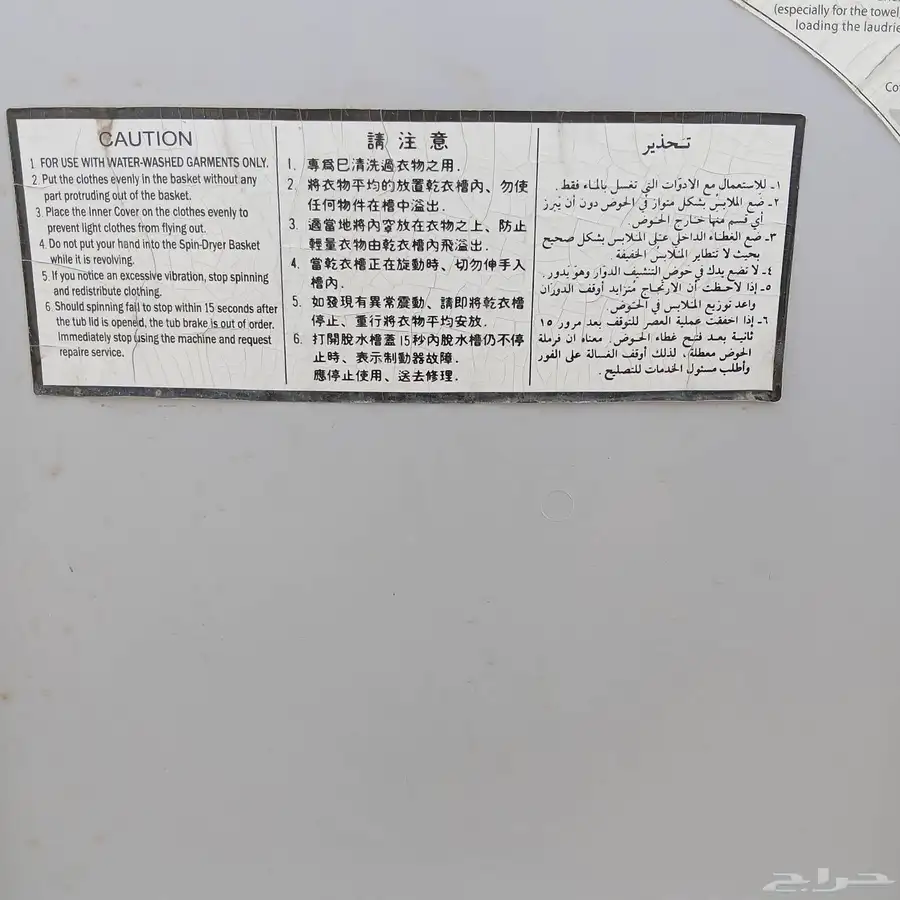 (especially for the towel
loading the laudrie
CAUTION
1 FOR USE WITH WATER-WASHED GARMENTS ONLY.
2. Put the clothes evenly in the basket without any
part protruding out of the basket.
3. Place the Inner Cover on the clothes evenly to
prevent light clothes from flying out.
4. Do not put your hand into the Spin-Dryer Basket
while it is revolving.
5. If you notice an excessive vibration, stop spinning
and redistribute clothing.
6. Should spinning fail to stop within 15 seconds after
the tub lid is opened, the tub brake is out of order.
Immediately stop using the machine and request
repaire service.
請注意
1. 專爲已清洗過衣物之用.
2. 將衣物平均的放置乾衣槽內、勿使
任何物件在槽中溢出.
3. 適當地將內穿放在衣物之上、防止
輕量衣物由乾衣槽內飛溢出.
4. 當乾衣槽正在旋動時、切勿伸手入
槽內.
5. 如發現有異常震動、請即將乾衣槽
停止、重行將衣物平均安放.
6. 打開脫水槽蓋15秒內脫水槽仍不停
止時、表示制動器故障.
應停止使用、送去修理.
تحذير
١- للإستعمال مع الادوّات التي تغسل بالماء فقط.
٢- ضَع الملابسٌ بشكل متواز في الحوض دون أن يَبرز
أي قسم منها خارج الحوض.
٣- ضَع الغطاء الداخلي على الملابس بشكل صحيح
بحيث لا تتطاير الملابس الخفيفة.
٤- لا تضع يدك في حوض التنشيف الدوّار وهو يَدور.
٥- إذا لاحظت أن الإرتجاج مُتزايد أوقف الدوران
واعد توزيع الملابس في الحوض.
٦- إذا اخفقت عملية العصر للتوقف بعد مرور ١٥
ثانية بعد فتح غطاء الحوض. معناه ان فرملة
الحوض معطلة، لذلك أوقف الغسالة على الفور
وأطلب مسئول الخدمات للتصليح.
حراج